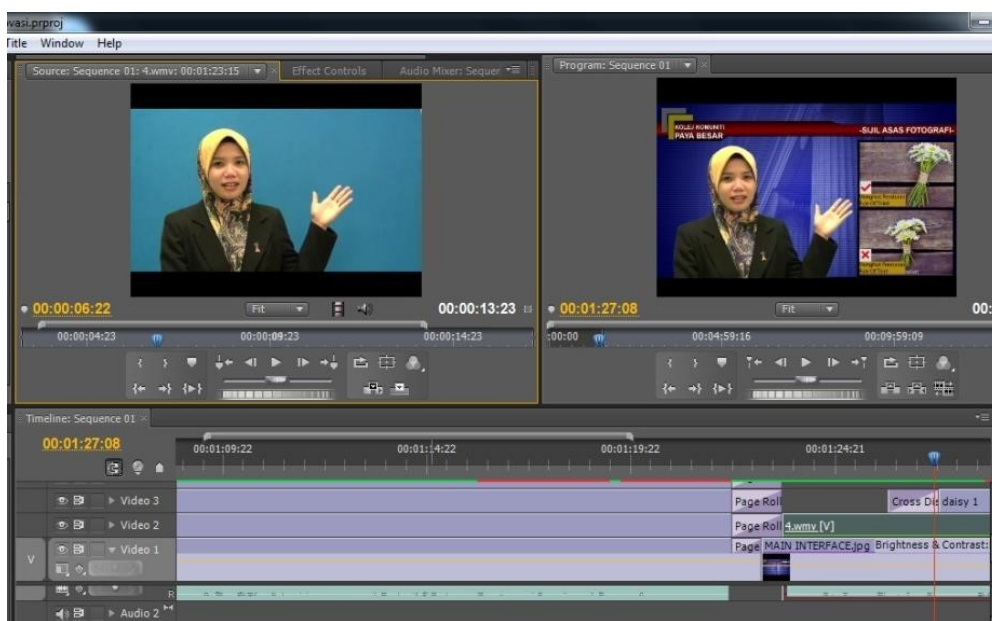 ovasi.prproj
Title Window Help
Source: Sequence 01: 4.wmv: 00:01:23:15
Effect Controls
Audio Mixer: Sequer
Program: Sequence 01
KOLEJ KOMUNITI
PAYA BESAR
-SIJIL ASAS FOTOGRAFI-
00:00:06:22
Fit
00:00:13:23
00:01:27:08
Fit
00:
00:00:04:23
00:00:09:23
00:00:14:23
:00:00
00:04:59:16
00:09:59:09
Timeline: Sequence 01
00:01:27:08
00:01:09:22
00:01:14:22
00:01:19:22
00:01:24:21
Video 3
Page Roll
Cross Dis
daisy 1
Video 2
Page Roll
4.wmv [V]
V
Video 1
Page
MAIN INTERFACE.jpg
Brightness & Contrast:
R
Audio 2